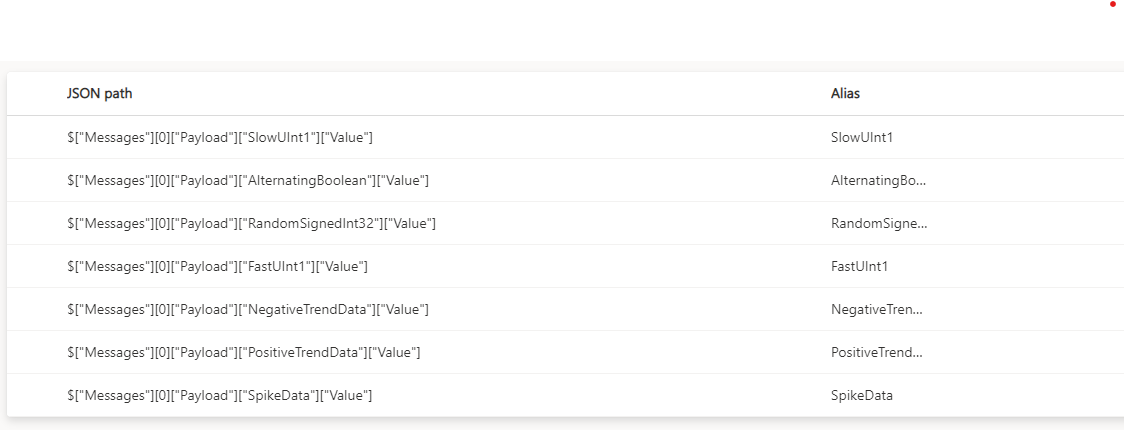 JSON path Alias
$["Messages"][0]["Payload"]["SlowUInt1"]["Value"] SlowUInt1
$["Messages"][0]["Payload"]["AlternatingBoolean"]["Value"] AlternatingBo...
$["Messages"][0]["Payload"]["RandomSignedInt32"]["Value"] RandomSigne...
$["Messages"][0]["Payload"]["FastUInt1"]["Value"] FastUInt1
$["Messages"][0]["Payload"]["NegativeTrendData"]["Value"] NegativeTren...
$["Messages"][0]["Payload"]["PositiveTrendData"]["Value"] PositiveTrend...
$["Messages"][0]["Payload"]["SpikeData"]["Value"] SpikeData